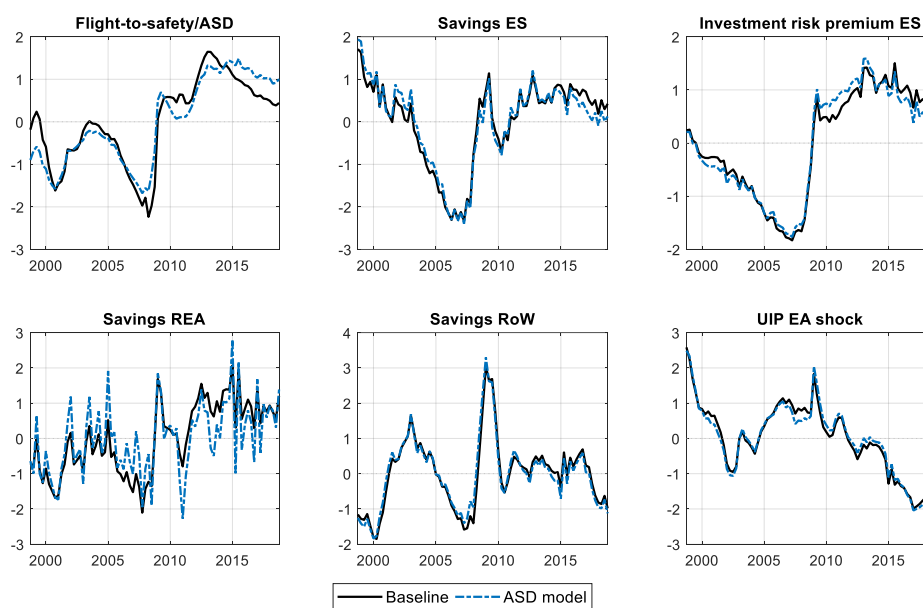 Flight-to-safety/ASD
2
1
0
-1
-2
-3
2000 2005 2010 2015
Savings ES
2
1
0
-1
-2
-3
2000 2005 2010 2015
Investment risk premium ES
2
1
0
-1
-2
2000 2005 2010 2015
Savings REA
3
2
1
0
-1
-2
-3
2000 2005 2010 2015
Savings RoW
4
3
2
1
0
-1
-2
2000 2005 2010 2015
UIP EA shock
3
2
1
0
-1
-2
-3
2000 2005 2010 2015
Baseline ASD model